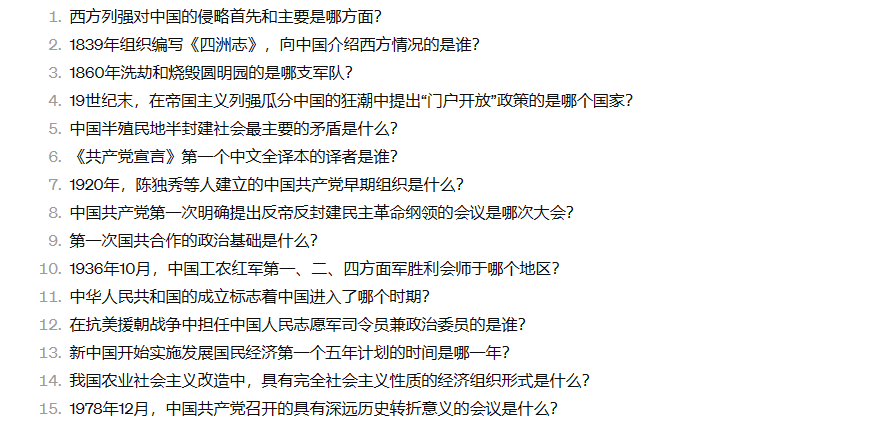 1. 西方列强对中国的侵略首先和主要是哪方面?
2. 1839年组织编写《四洲志》，向中国介绍西方情况的是谁?
3. 1860年洗劫和烧毁圆明园的是哪支军队?
4. 19世纪末，在帝国主义列强瓜分中国的狂潮中提出“门户开放”政策的是哪个国家?
5. 中国半殖民地半封建社会最主要的矛盾是什么?
6. 《共产党宣言》第一个中文全译本的译者是谁?
7. 1920年，陈独秀等人建立的中国共产党早期组织是什么?
8. 中国共产党第一次明确提出反帝反封建民主革命纲领的会议是哪次大会?
9. 第一次国共合作的政治基础是什么?
10. 1936年10月，中国工农红军第一、二、四方面军胜利会师于哪个地区?
11. 中华人民共和国的成立标志着中国进入了哪个时期?
12. 在抗美援朝战争中担任中国人民志愿军司令员兼政治委员的是谁?
13. 新中国开始实施发展国民经济第一个五年计划的时间是哪一年?
14. 我国农业社会主义改造中，具有完全社会主义性质的经济组织形式是什么?
15. 1978年12月，中国共产党召开的具有深远历史转折意义的会议是什么?